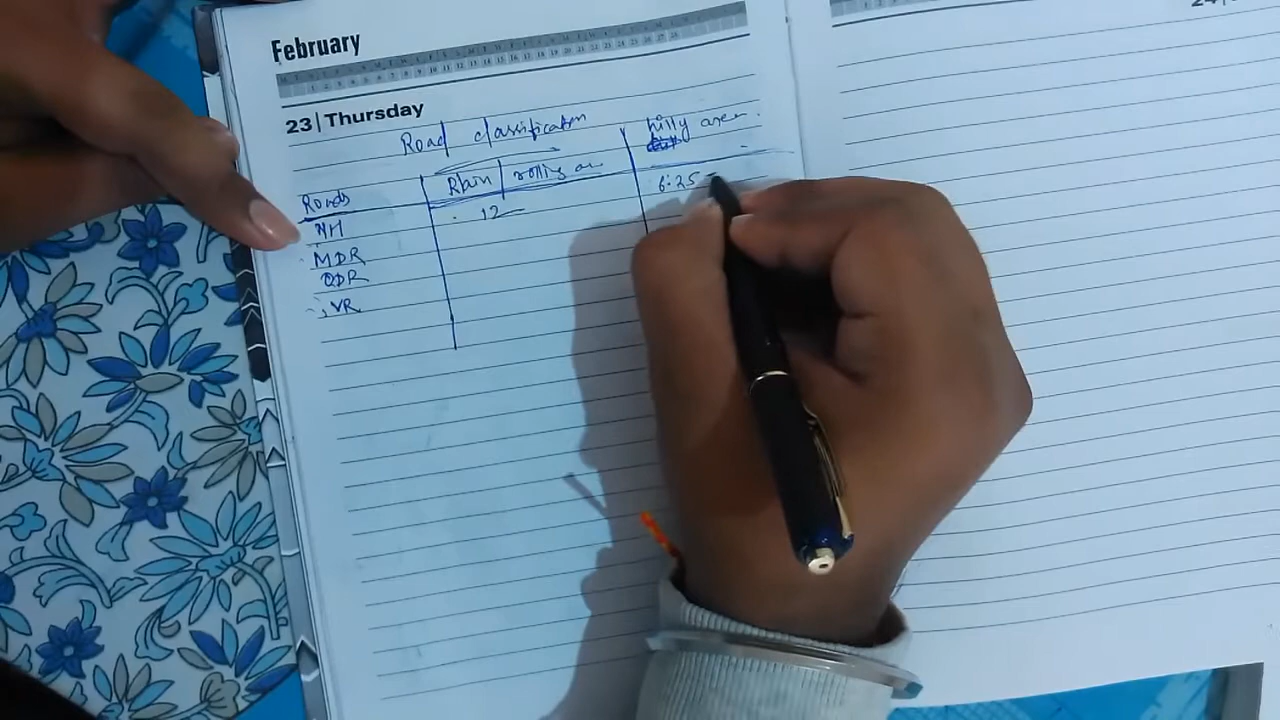 February
23 | Thursday
Road classification
hilly area.
Roads
Plain / rolling
NH
12
6.25
MDR
ODR
VR